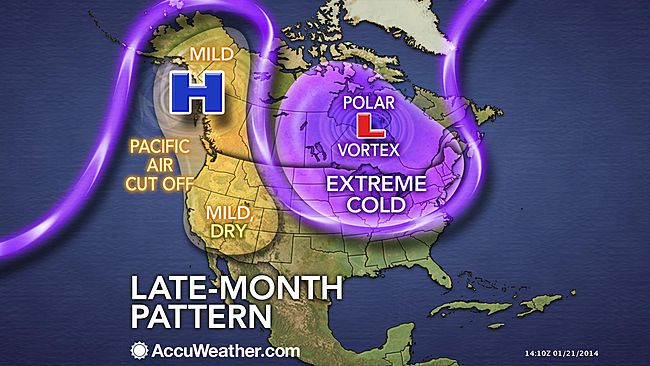 MILD
H
POLAR
L
VORTEX
PACIFIC
AIR
CUT OFF
EXTREME
COLD
MILD,
DRY
LATE-MONTH
PATTERN
AccuWeather.com
14:10Z 01/21/2014